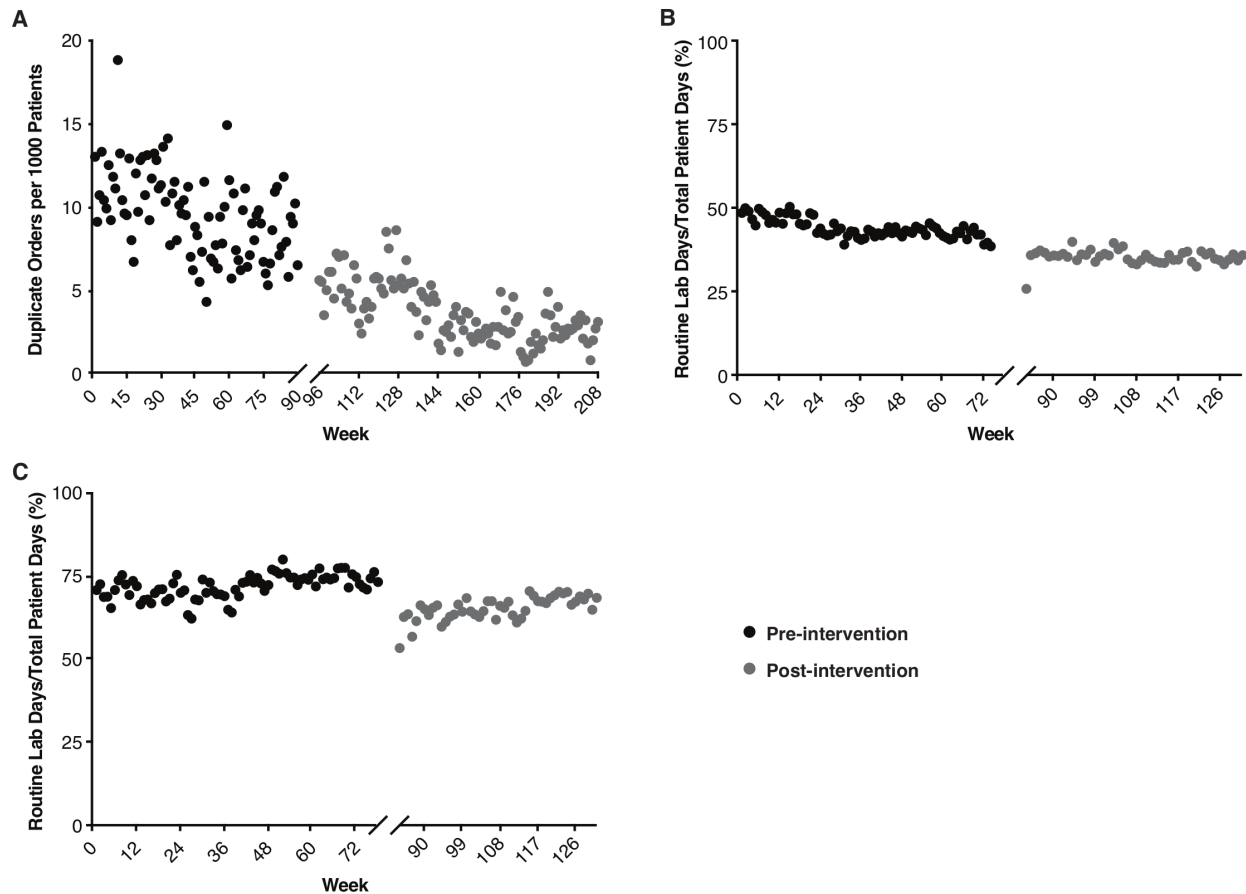 A
Duplicate Orders per 1000 Patients
20
15
10
5
0
0 15 30 45 60 75 90 96 112 128 144 160 176 192 208
Week
B
Routine Lab Days/Total Patient Days (%)
100
75
50
25
0
0 12 24 36 48 60 72 90 99 108 117 126
Week
C
Routine Lab Days/Total Patient Days (%)
100
75
50
25
0
0 12 24 36 48 60 72 90 99 108 117 126
Week
Pre-intervention
Post-intervention